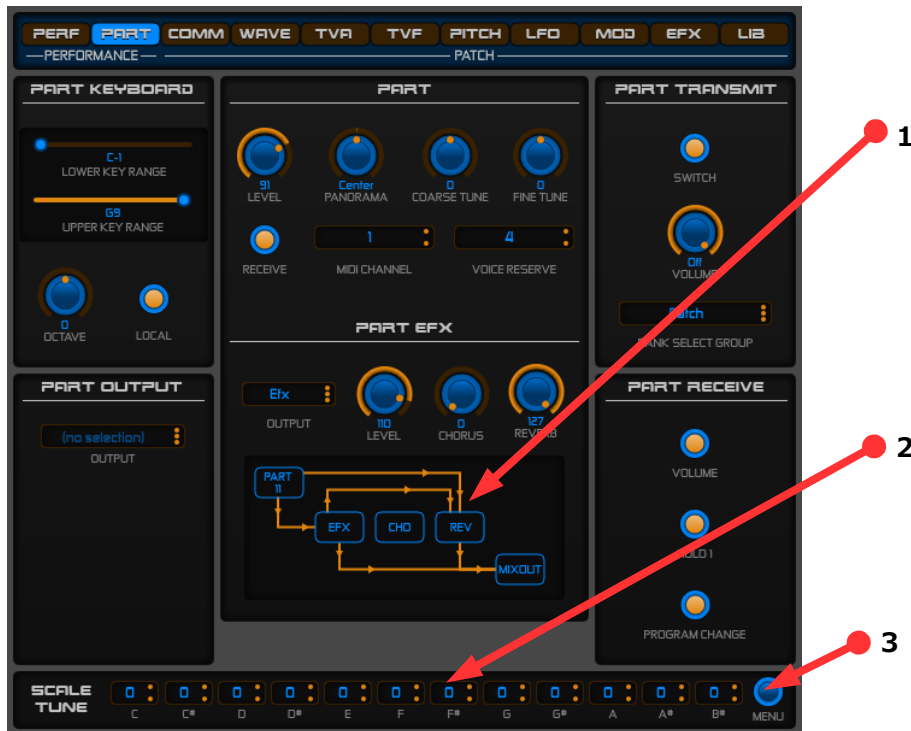 PERF PART COMM WAVE TVA TVF PITCH LFO MOD EFX LIB
PERFORMANCE PATCH
PART KEYBOARD
C-1
LOWER KEY RANGE
G9
UPPER KEY RANGE
0
OCTAVE
LOCAL
PART
91
LEVEL
Center
PANORAMA
0
COARSE TUNE
0
FINE TUNE
RECEIVE
1
MIDI CHANNEL
4
VOICE RESERVE
PART EFX
Efx
OUTPUT
110
LEVEL
0
CHORUS
127
REVERB
PART
11
EFX CHO REV
MIXOUT
PART TRANSMIT
SWITCH
Off
VOLUME
Patch
BANK SELECT GROUP
PART OUTPUT
(no selection)
OUTPUT
PART RECEIVE
VOLUME
HOLD 1
PROGRAM CHANGE
SCALE
TUNE
0 0 0 0 0 0 0 0 0 0 0 0
C C# D D# E F F# G G# A A# B#
MENU
1
2
3